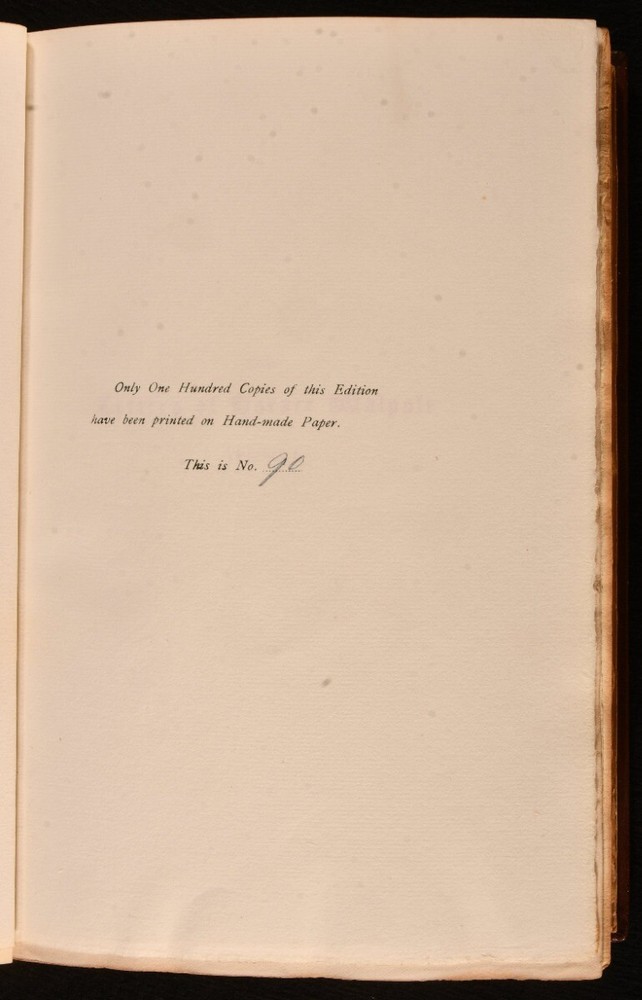 Only One Hundred Copies of this Edition
have been printed on Hand-made Paper.
This is No. 90